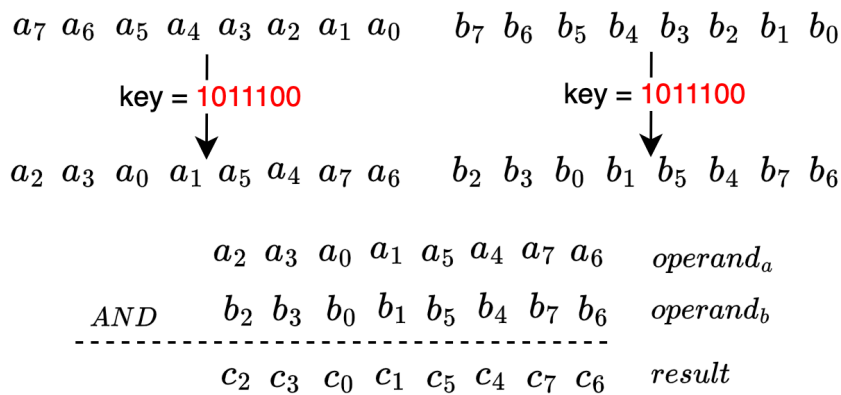 a₇ a₆ a₅ a₄ a₃ a₂ a₁ a₀ b₇ b₆ b₅ b₄ b₃ b₂ b₁ b₀
key = 1011100 key = 1011100
a₂ a₃ a₀ a₁ a₅ a₄ a₇ a₆ b₂ b₃ b₀ b₁ b₅ b₄ b₇ b₆
a₂ a₃ a₀ a₁ a₅ a₄ a₇ a₆ operandₐ
AND b₂ b₃ b₀ b₁ b₅ b₄ b₇ b₆ operand_b
c₂ c₃ c₀ c₁ c₅ c₄ c₇ c₆ result